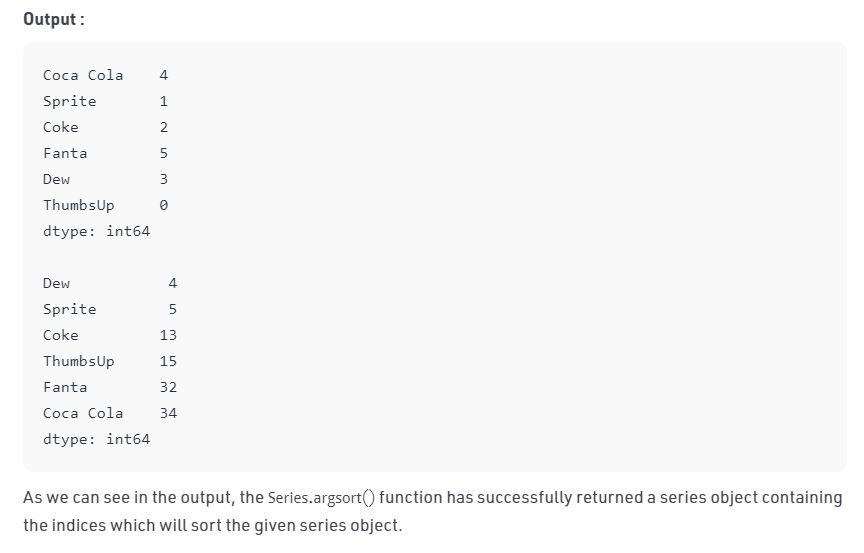 Output :
Coca Cola    4
Sprite       1
Coke         2
Fanta        5
Dew          3
ThumbsUp     0
dtype: int64
Dew           4
Sprite        5
Coke         13
ThumbsUp     15
Fanta        32
Coca Cola    34
dtype: int64
As we can see in the output, the Series.argsort() function has successfully returned a series object containing
the indices which will sort the given series object.